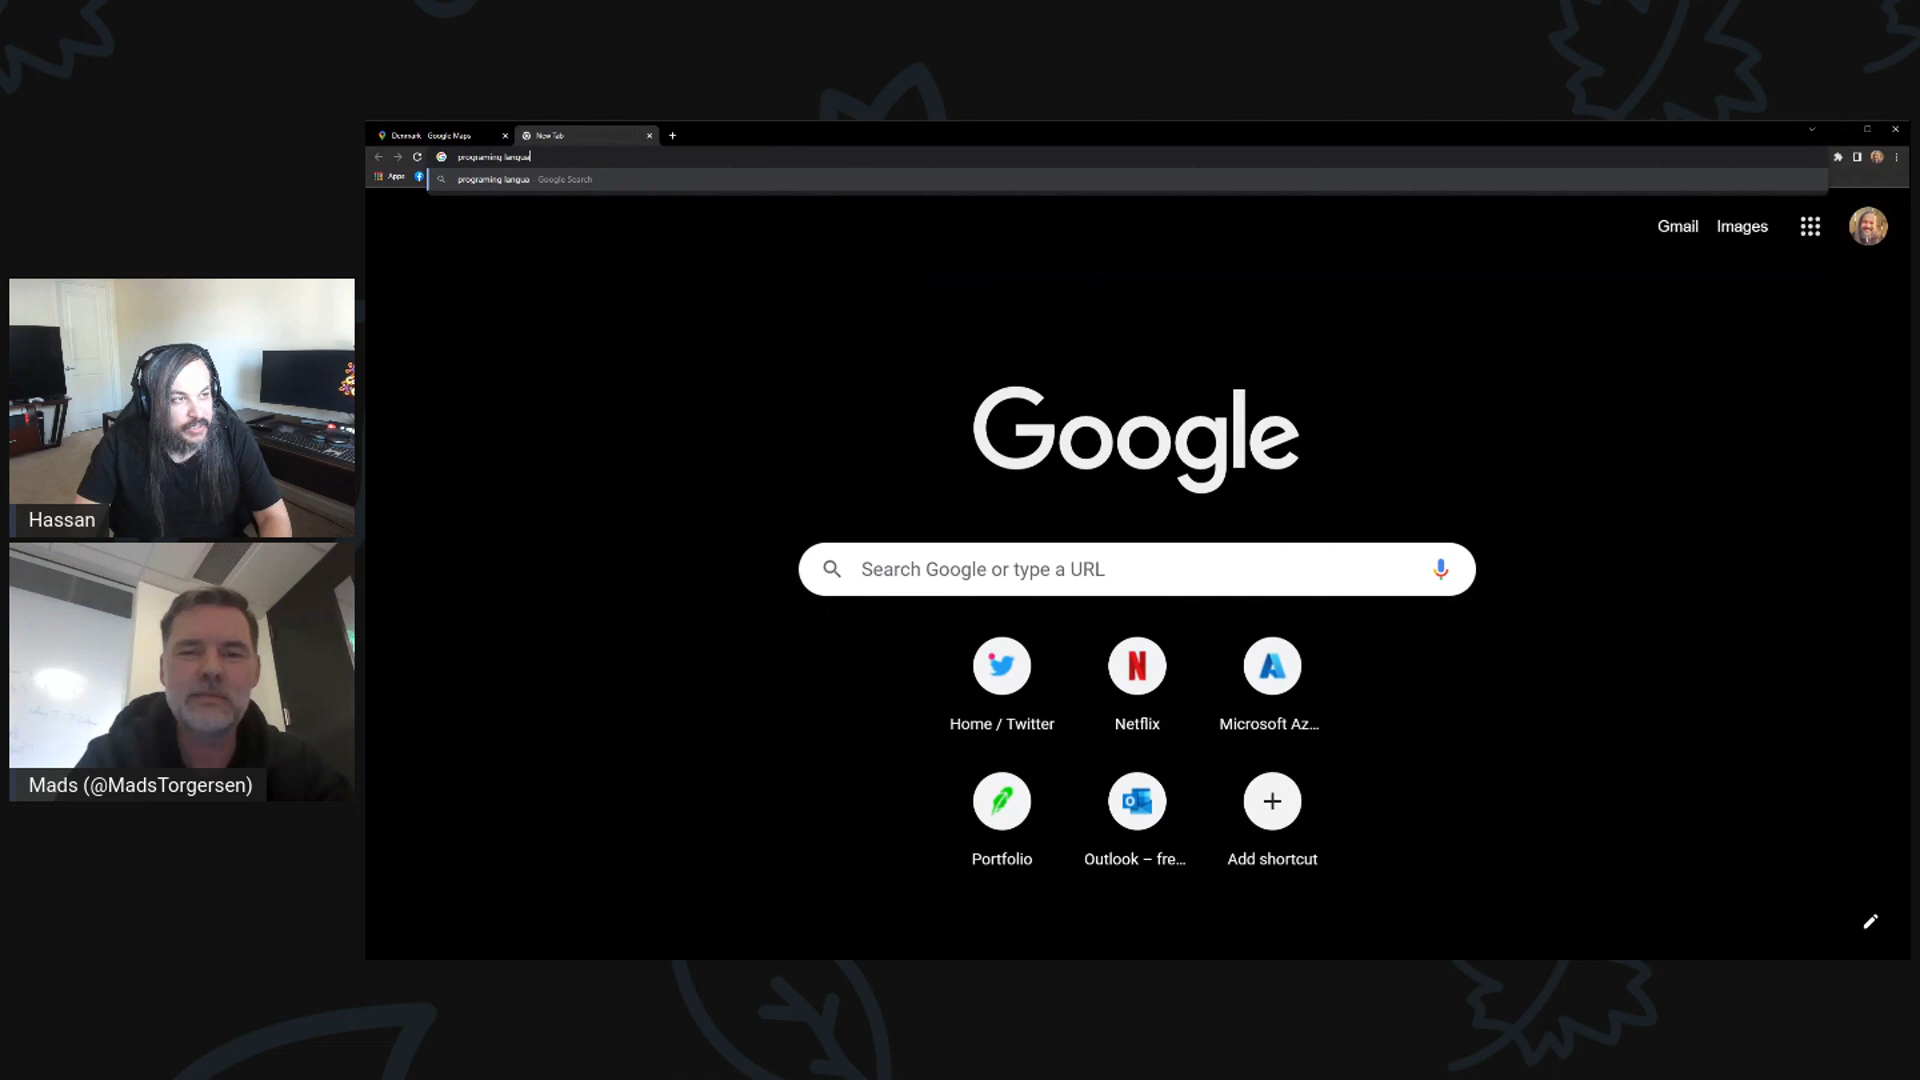 Denmark - Google Maps
New Tab
programing langua
Apps
programing langua - Google Search
Gmail
Images
Google
Search Google or type a URL
Home / Twitter
Netflix
Microsoft Az...
Portfolio
Outlook – fre...
Add shortcut
Hassan
Mads (@MadsTorgersen)